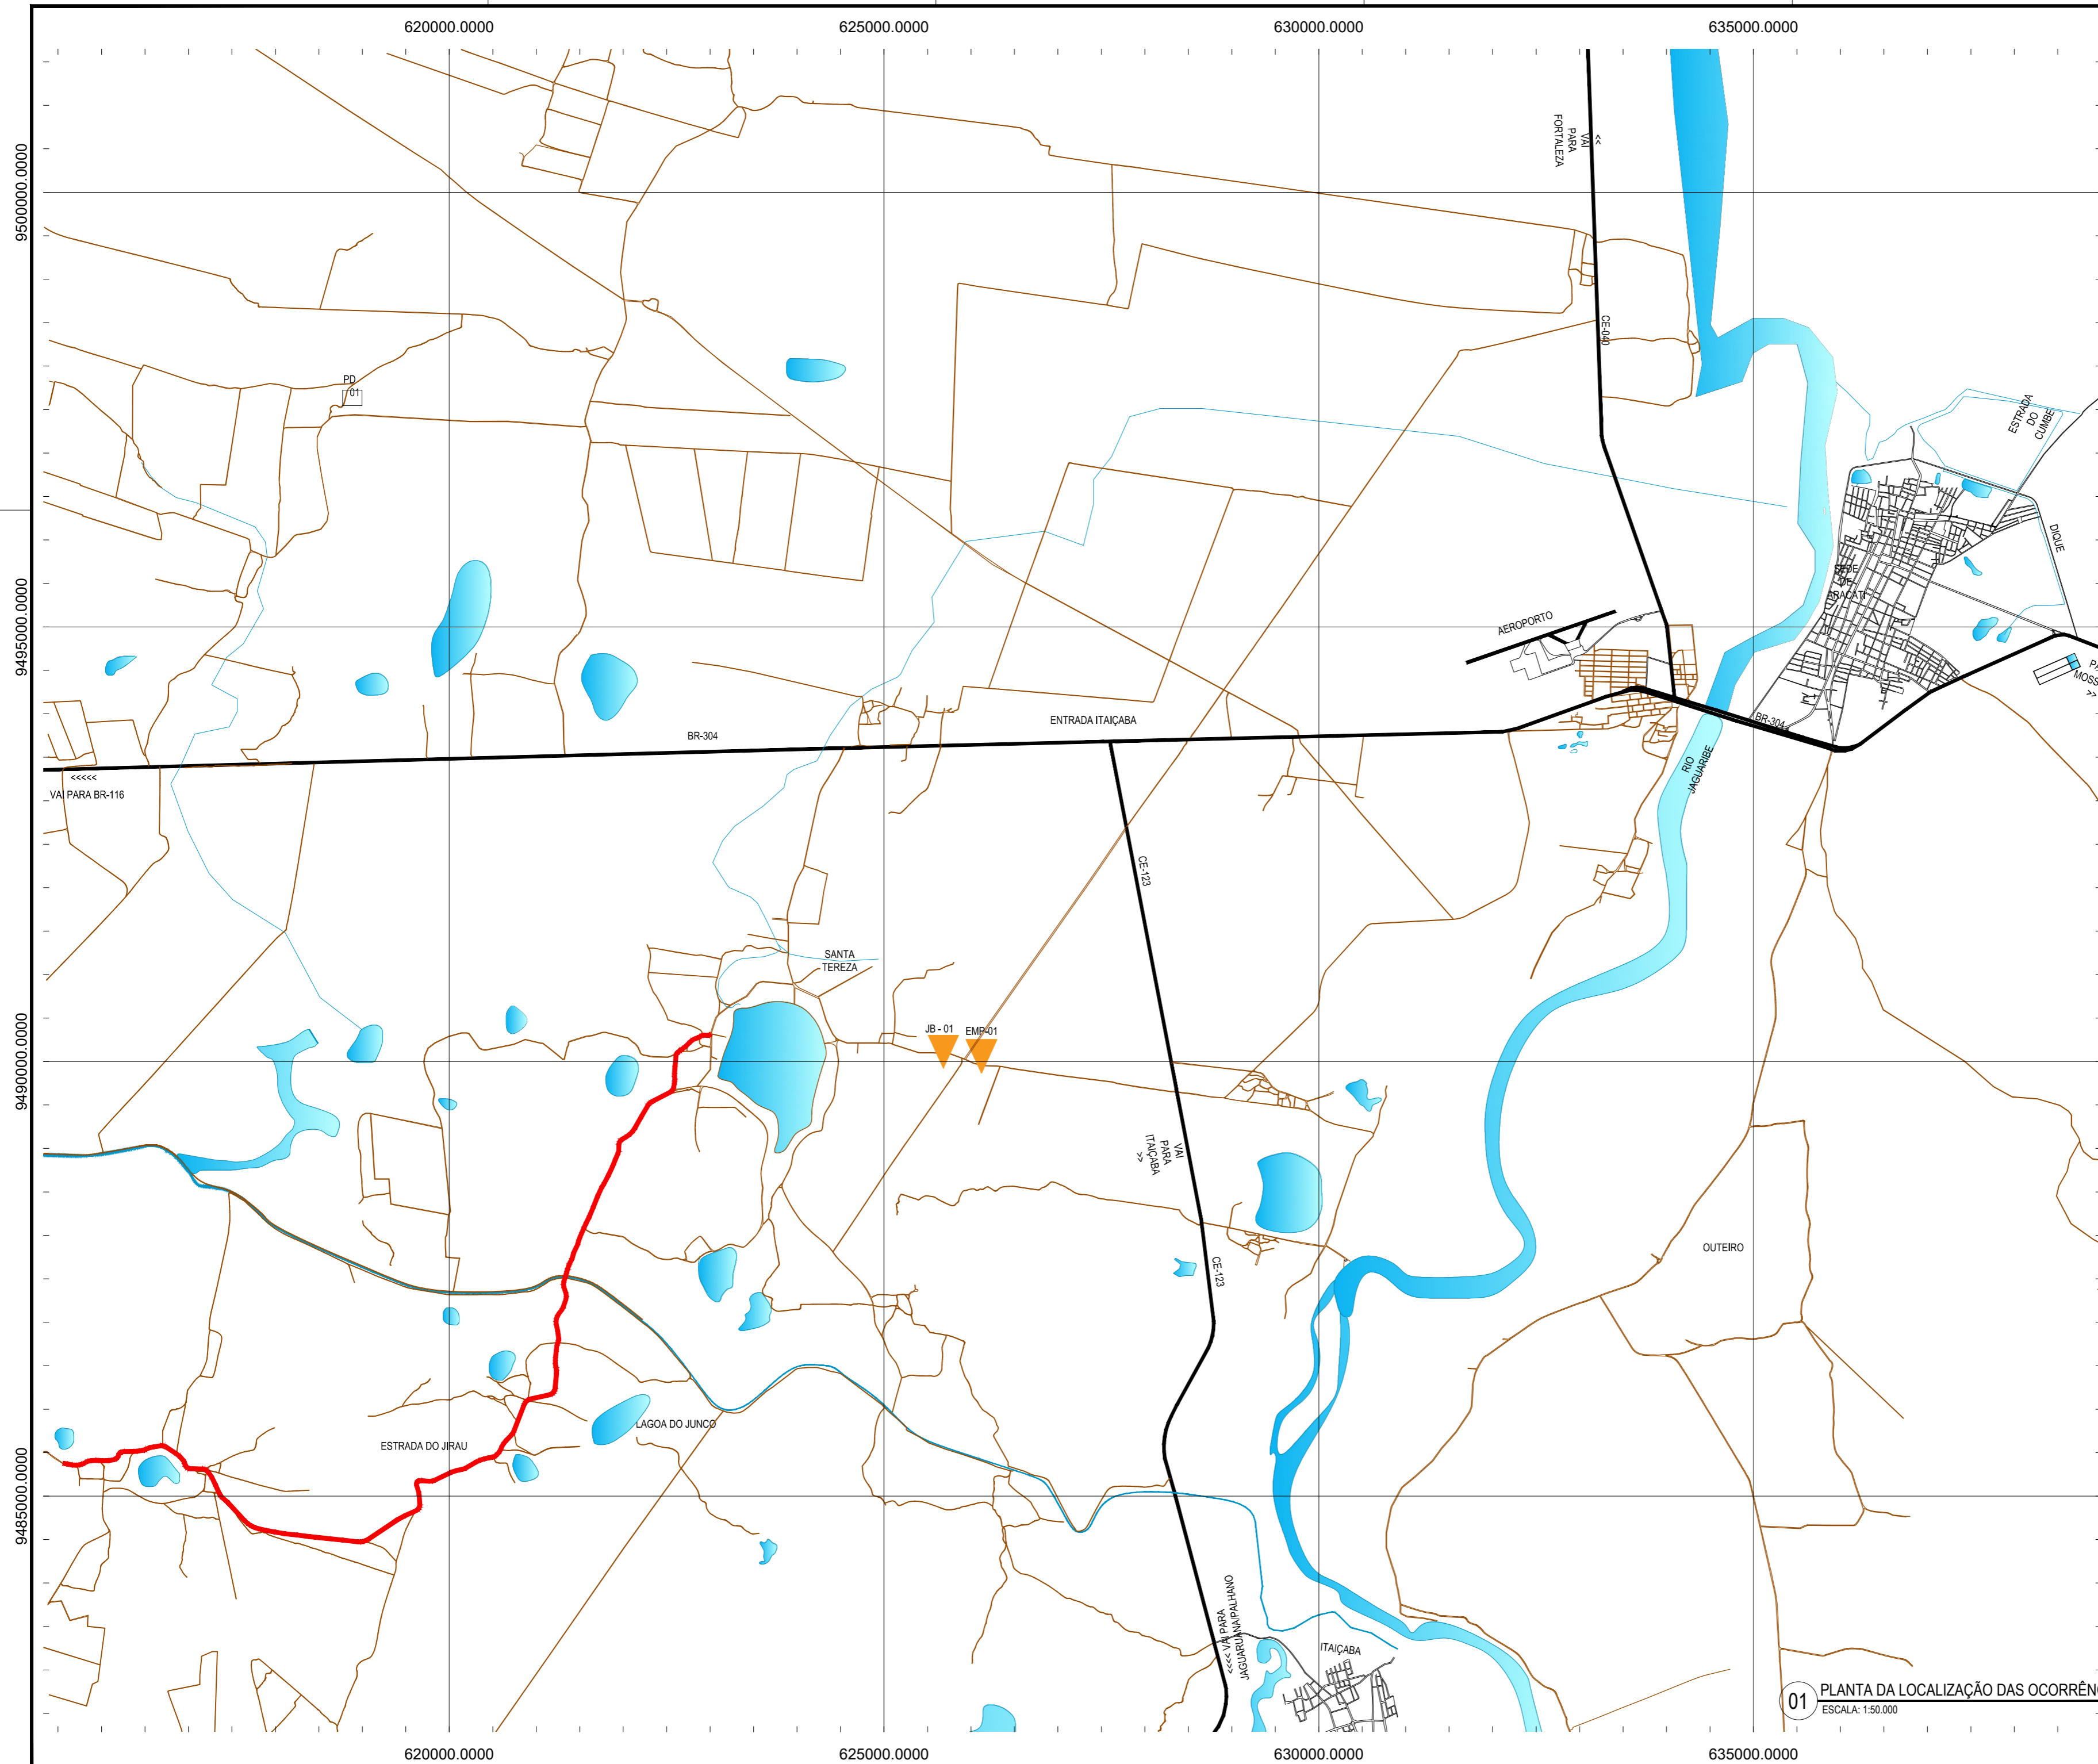 620000.0000
625000.0000
630000.0000
635000.0000
9500000.0000
<<
VAI
PARA
FORTALEZA
CE-040
PD
01
ESTRADA
DO
CUMBE
DIQUE
SEDE
DE
ARACATI
9495000.0000
AEROPORTO
MOSS
>>
ENTRADA ITAIÇABA
BR-304
BR-304
RIO
JAGUARIBE
<<<<<
VAI PARA BR-116
CE-123
SANTA
TEREZA
9490000.0000
JB - 01
EMP-01
VAI
PARA
ITAIÇABA
>>
OUTEIRO
CE-123
LAGOA DO JUNCO
ESTRADA DO JIRAU
9485000.0000
<<<< VAI PARA
JAGUARUANA/PALHANO
ITAIÇABA
01
PLANTA DA LOCALIZAÇÃO DAS OCORRÊN
ESCALA: 1:50.000
620000.0000
625000.0000
630000.0000
635000.0000